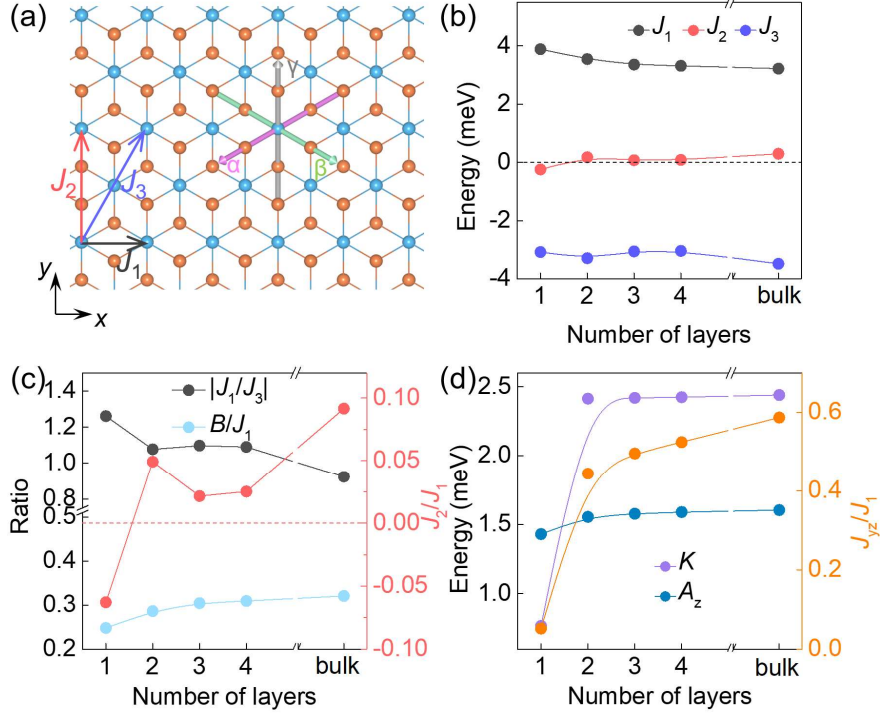 (a)
γ
α
β
J2
J3
J1
y
x
(b)
J1 J2 J3
Energy (meV)
4
2
0
-2
-4
1 2 3 4 bulk
Number of layers
(c)
|J1/J3|
B/J1
Ratio
1.4
1.2
1.0
0.8
0.5
0.4
0.3
0.2
0.10
0.05
0.00
-0.05
-0.10
J2/J1
1 2 3 4 bulk
Number of layers
(d)
K
Az
Energy (meV)
2.5
2.0
1.5
1.0
0.6
0.4
0.2
0.0
Jyz/J1
1 2 3 4 bulk
Number of layers